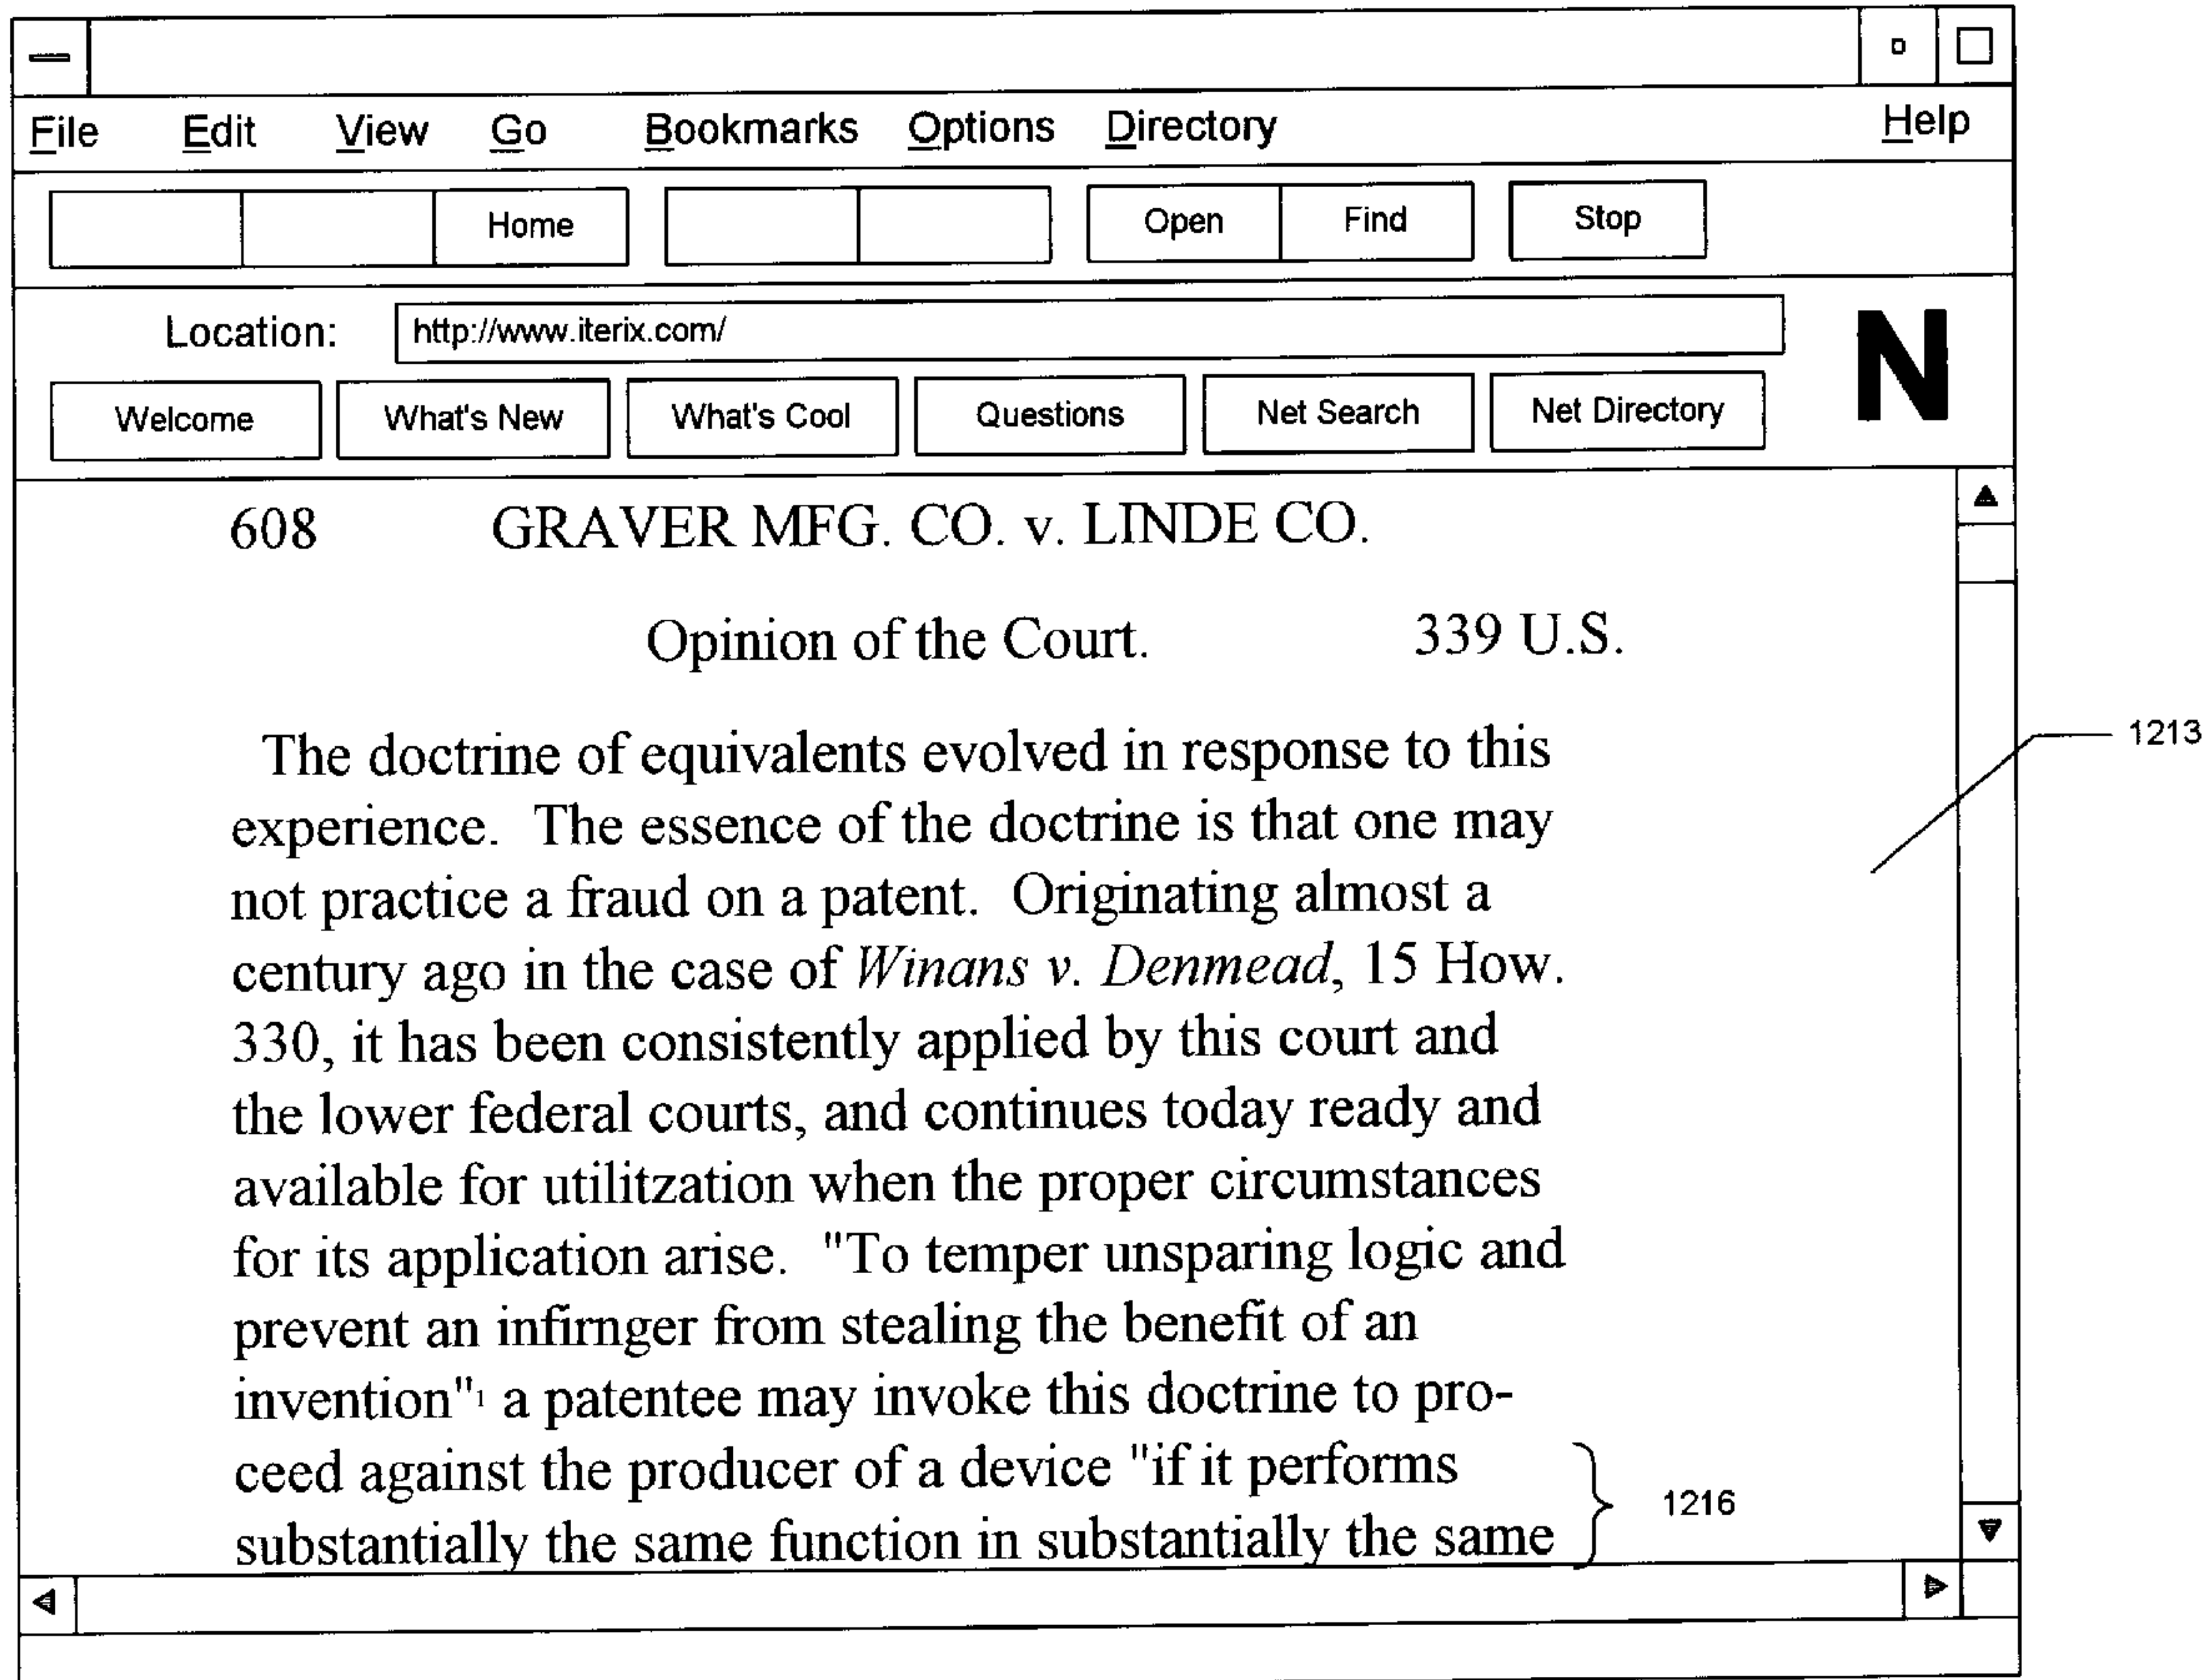 File Edit View Go Bookmarks Options Directory Help
Home Open Find Stop
Location: http://www.iterix.com/
N
Welcome What's New What's Cool Questions Net Search Net Directory
608 GRAVER MFG. CO. v. LINDE CO.
Opinion of the Court. 339 U.S.
1213
The doctrine of equivalents evolved in response to this
experience. The essence of the doctrine is that one may
not practice a fraud on a patent. Originating almost a
century ago in the case of Winans v. Denmead, 15 How.
330, it has been consistently applied by this court and
the lower federal courts, and continues today ready and
available for utilitzation when the proper circumstances
for its application arise. "To temper unsparing logic and
prevent an infirnger from stealing the benefit of an
invention"1 a patentee may invoke this doctrine to pro-
ceed against the producer of a device "if it performs
substantially the same function in substantially the same
1216